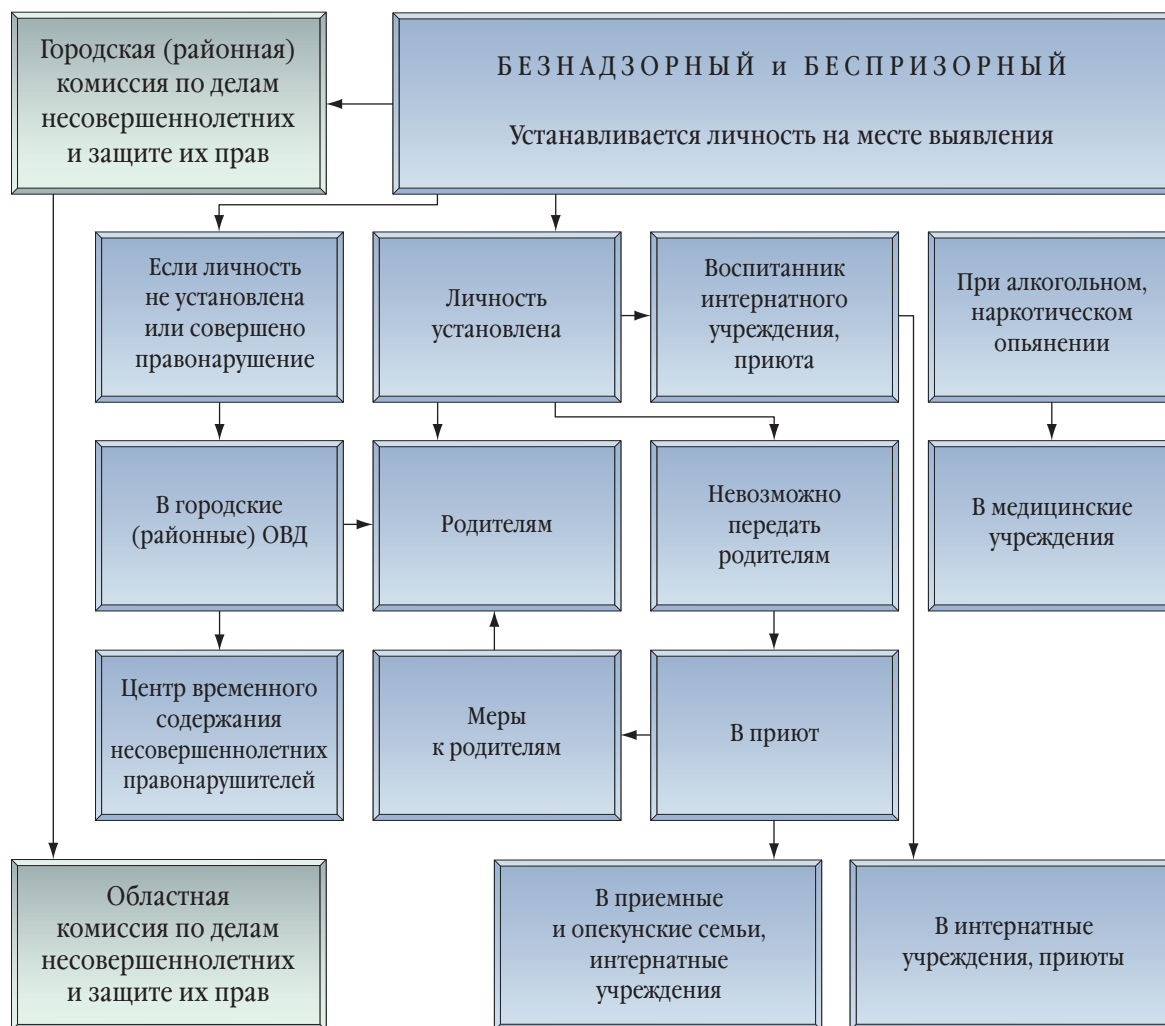 Городская (районная)
комиссия по делам
несовершеннолетних
и защите их прав
БЕЗНАДЗОРНЫЙ и БЕСПРИЗОРНЫЙ
Устанавливается личность на месте выявления
Если личность
не установлена
или совершено
правонарушение
Личность
установлена
Воспитанник
интернатного
учреждения,
приюта
При алкогольном,
наркотическом
опьянении
В городские
(районные) ОВД
Родителям
Невозможно
передать
родителям
В медицинские
учреждения
Центр временного
содержания
несовершеннолетних
правонарушителей
Меры
к родителям
В приют
Областная
комиссия по делам
несовершеннолетних
и защите их прав
В приемные
и опекунские семьи,
интернатные
учреждения
В интернатные
учреждения, приюты